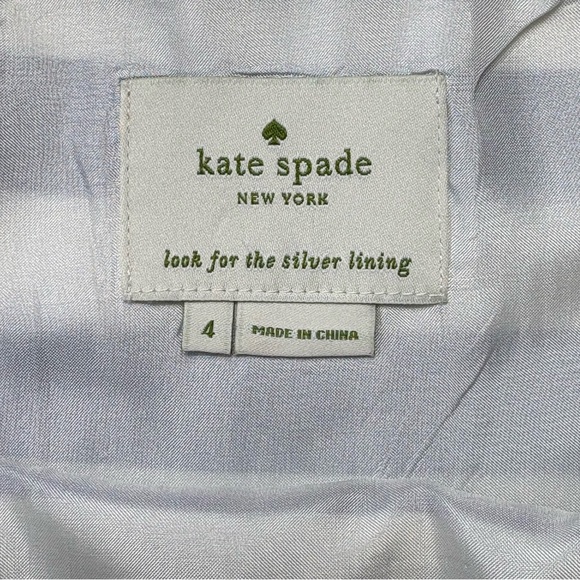 kate spade
NEW YORK
look for the silver lining
4 MADE IN CHINA